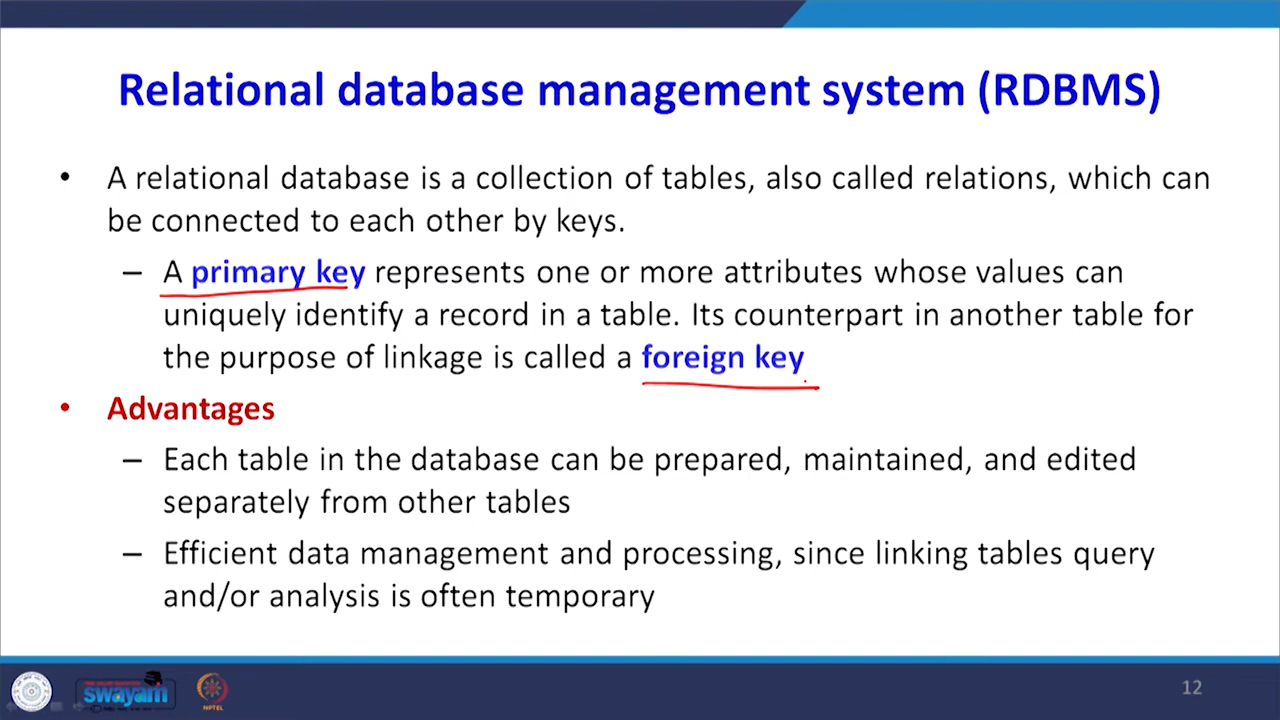 Relational database management system (RDBMS)
• A relational database is a collection of tables, also called relations, which can
be connected to each other by keys.
– A primary key represents one or more attributes whose values can
uniquely identify a record in a table. Its counterpart in another table for
the purpose of linkage is called a foreign key
• Advantages
– Each table in the database can be prepared, maintained, and edited
separately from other tables
– Efficient data management and processing, since linking tables query
and/or analysis is often temporary
swayam
NPTEL
12